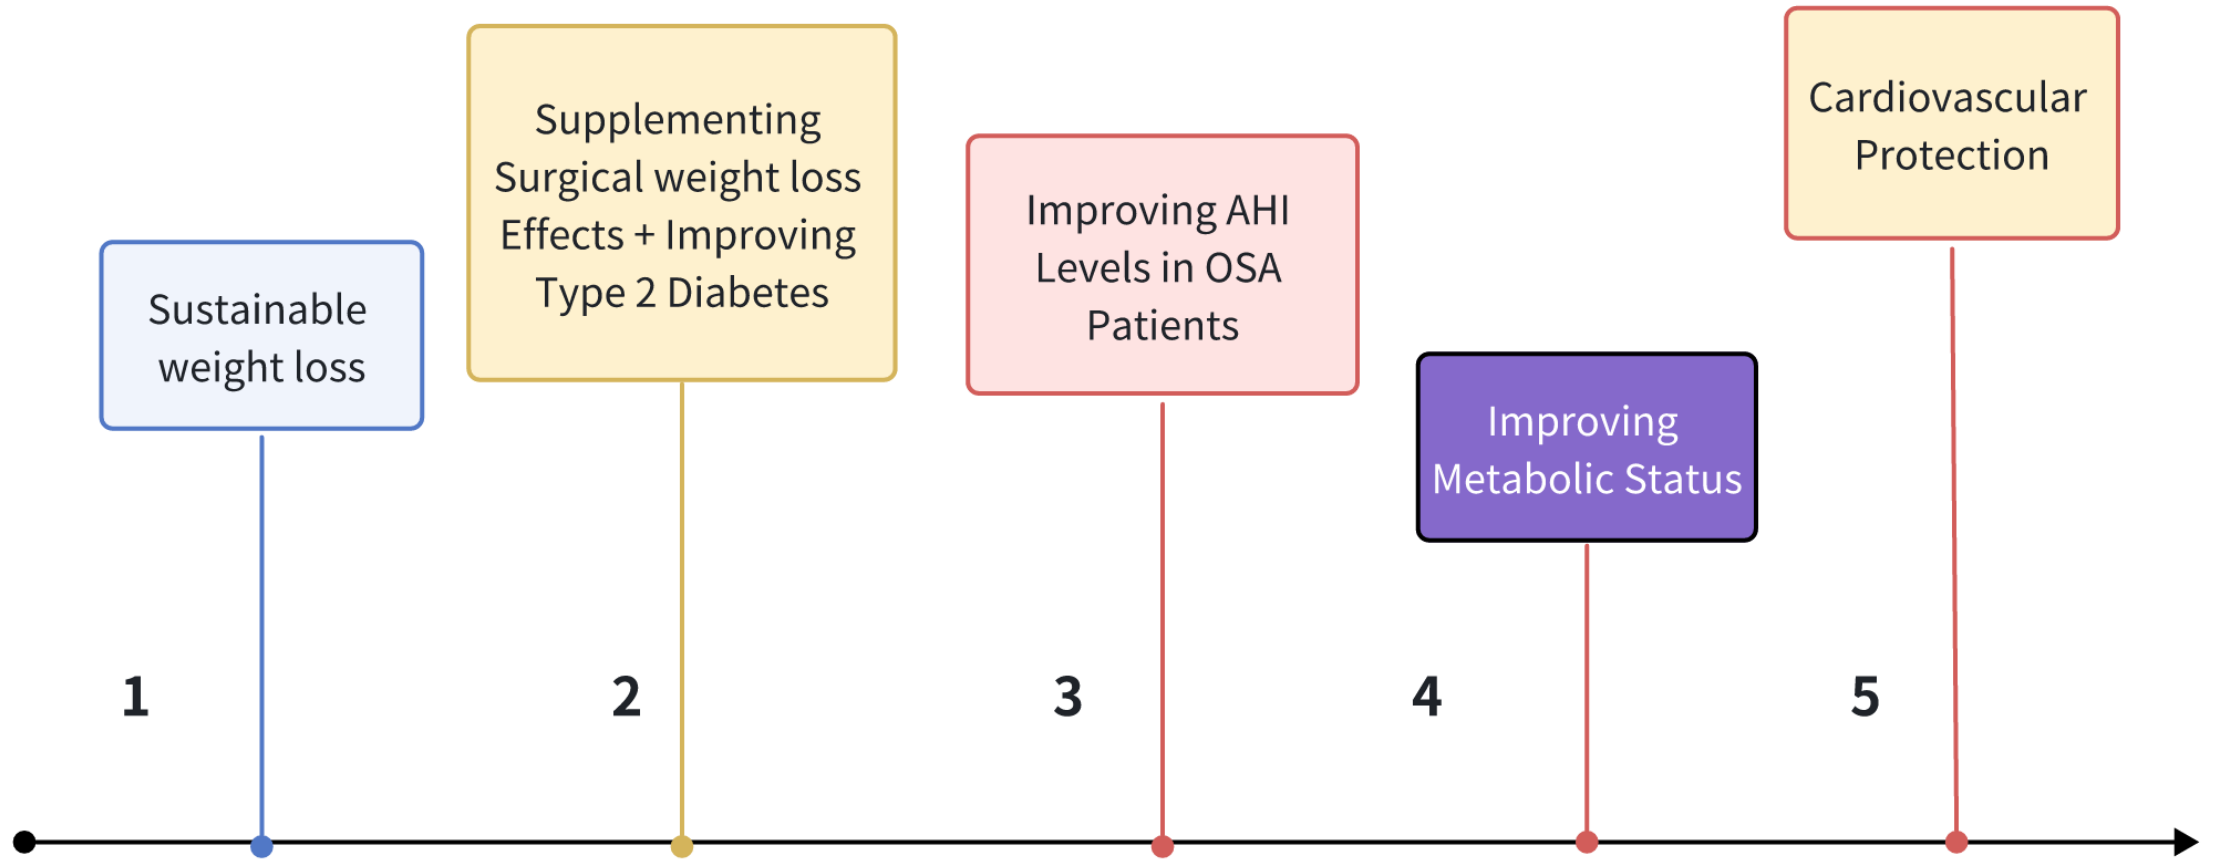 Sustainable
weight loss
Supplementing
Surgical weight loss
Effects + Improving
Type 2 Diabetes
Improving AHI
Levels in OSA
Patients
Improving
Metabolic Status
Cardiovascular
Protection
1
2
3
4
5